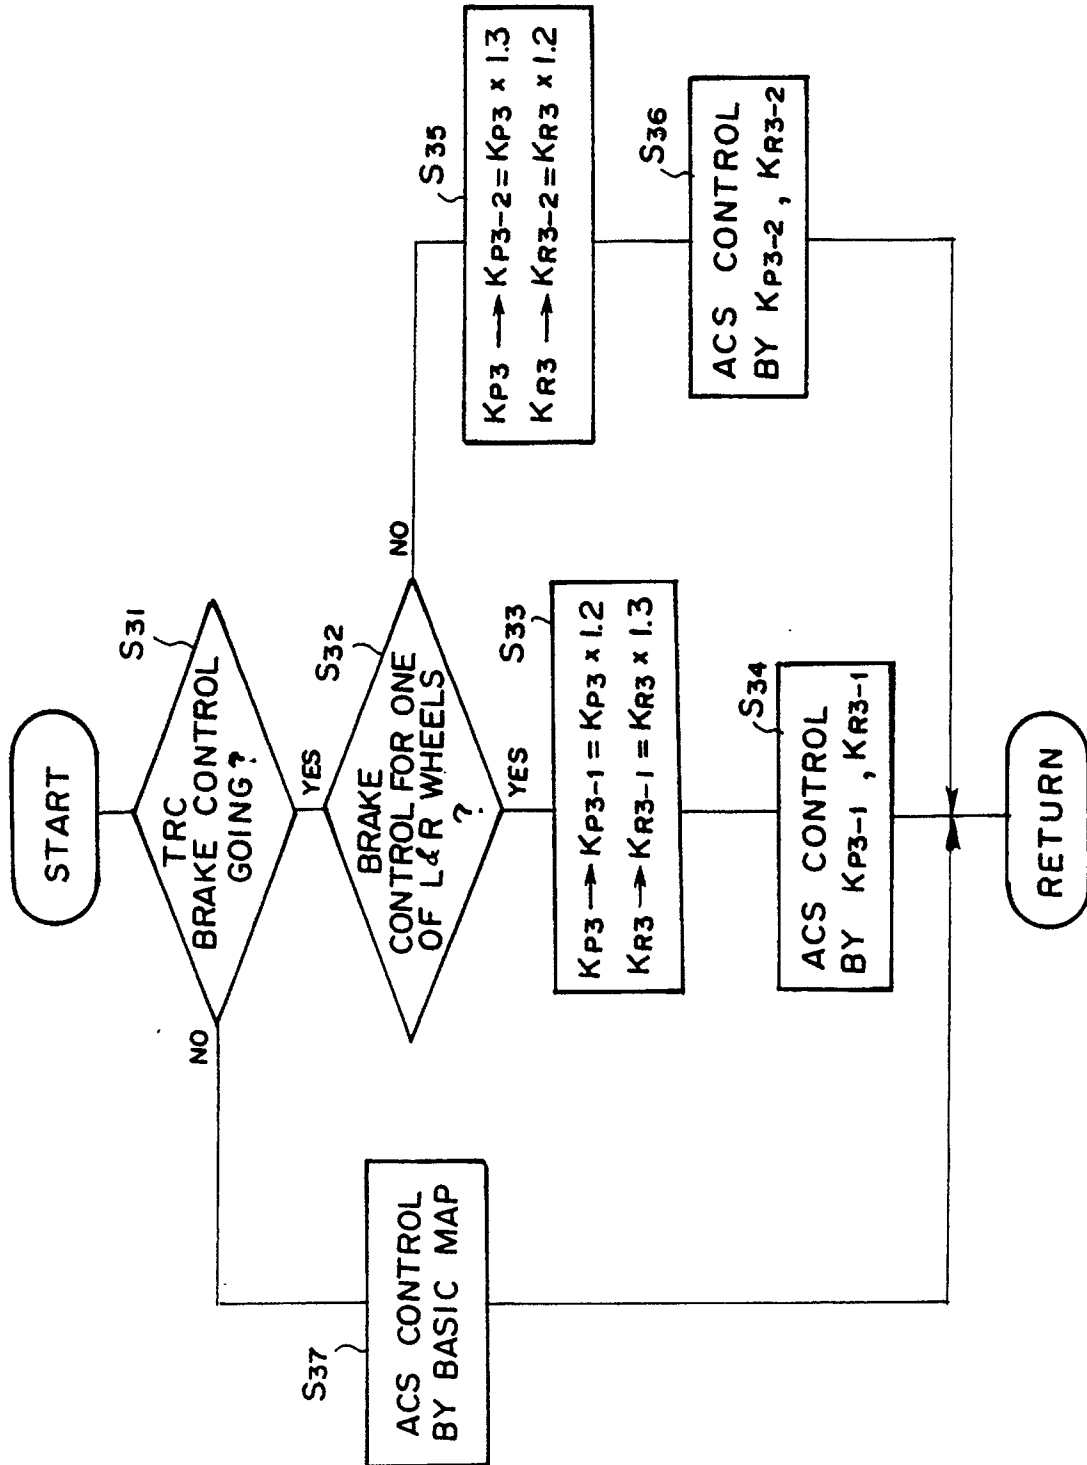 START
S31
TRC
BRAKE CONTROL
GOING?
NO
YES
S32
BRAKE
CONTROL FOR ONE
OF L&R WHEELS
?
NO
YES
S33
KP3 → KP3-1 = KP3 × 1.2
KR3 → KR3-1 = KR3 × 1.3
S34
ACS CONTROL
BY KP3-1, KR3-1
S35
KP3 → KP3-2 = KP3 × 1.3
KR3 → KR3-2 = KR3 × 1.2
S36
ACS CONTROL
BY KP3-2, KR3-2
S37
ACS CONTROL
BY BASIC MAP
RETURN